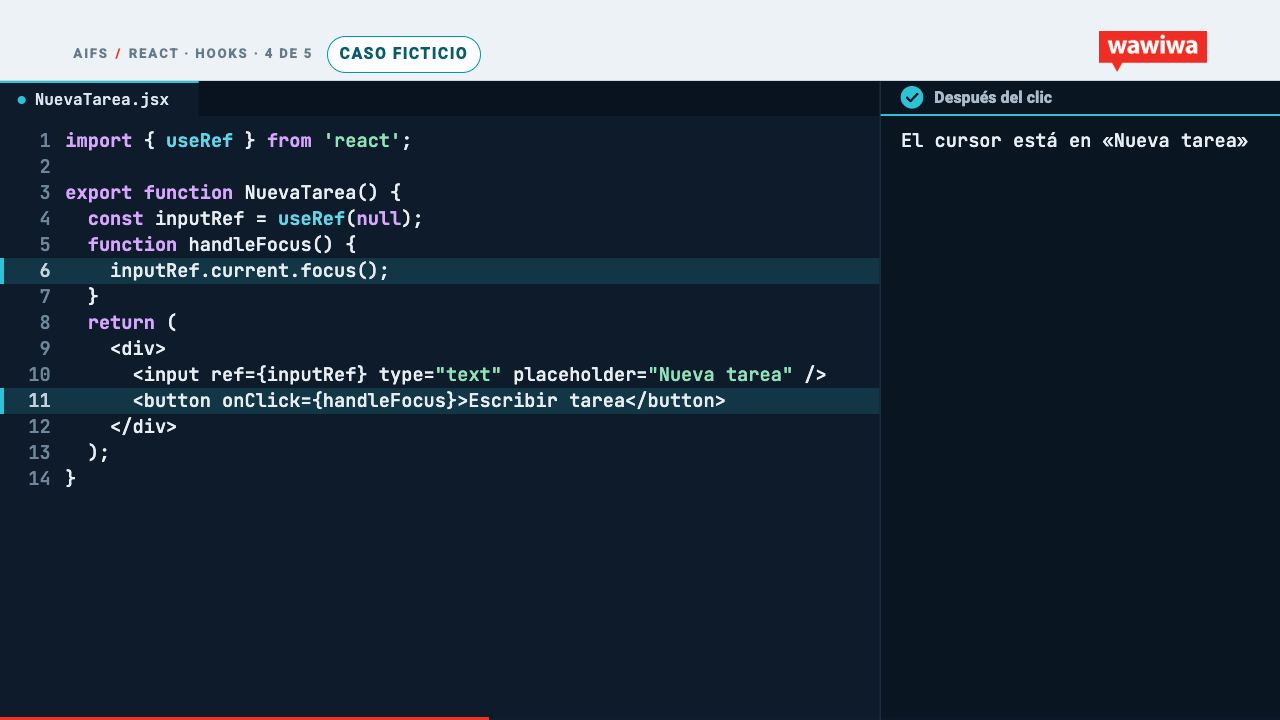 AIFS / REACT · HOOKS · 4 DE 5
CASO FICTICIO
wawiwa
NuevaTarea.jsx
1 import { useRef } from 'react';
2
3 export function NuevaTarea() {
4   const inputRef = useRef(null);
5   function handleFocus() {
6     inputRef.current.focus();
7   }
8   return (
9     <div>
10       <input ref={inputRef} type="text" placeholder="Nueva tarea" />
11       <button onClick={handleFocus}>Escribir tarea</button>
12     </div>
13   );
14 }
Después del clic
El cursor está en «Nueva tarea»